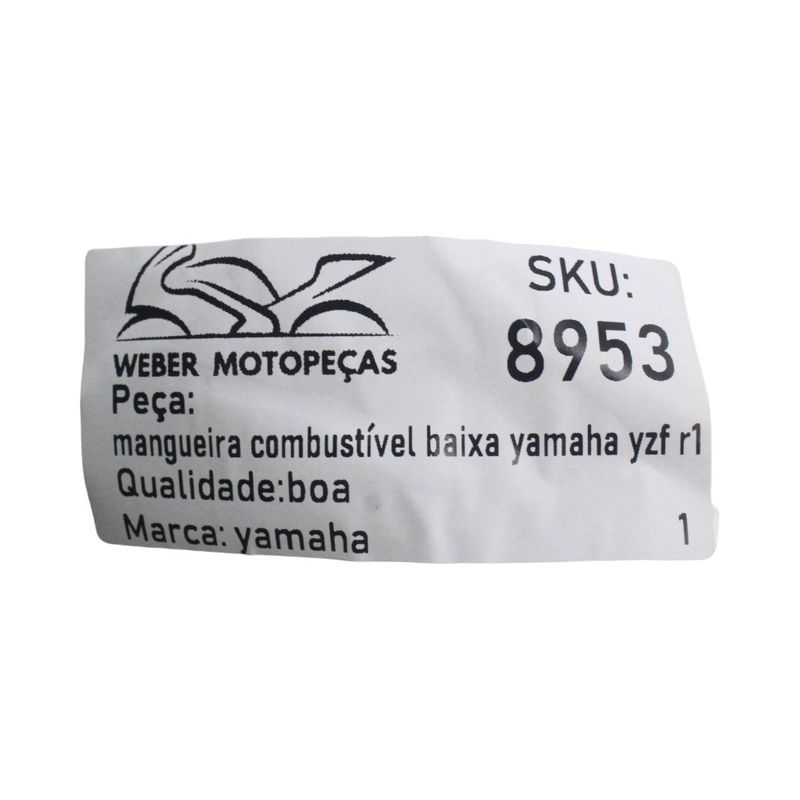 SKU:
8953
WEBER MOTOPEÇAS
Peça:
mangueira combustível baixa yamaha yzf r1
Qualidade:boa
Marca: yamaha
1